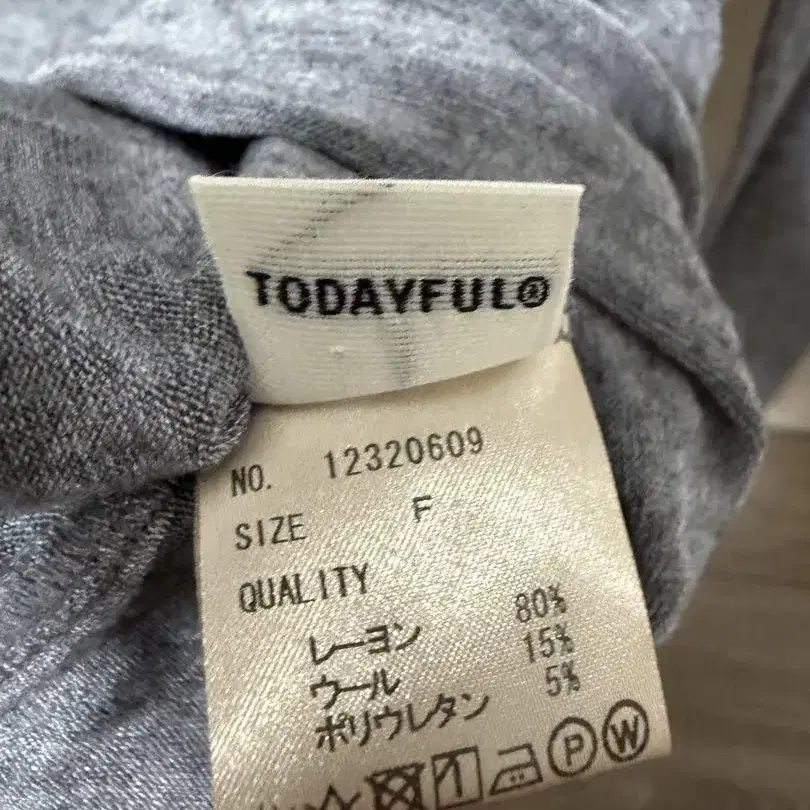 TODAYFUL®
NO. 12320609
SIZE F
QUALITY
レーヨン 80%
ウール 15%
ポリウレタン 5%
P W